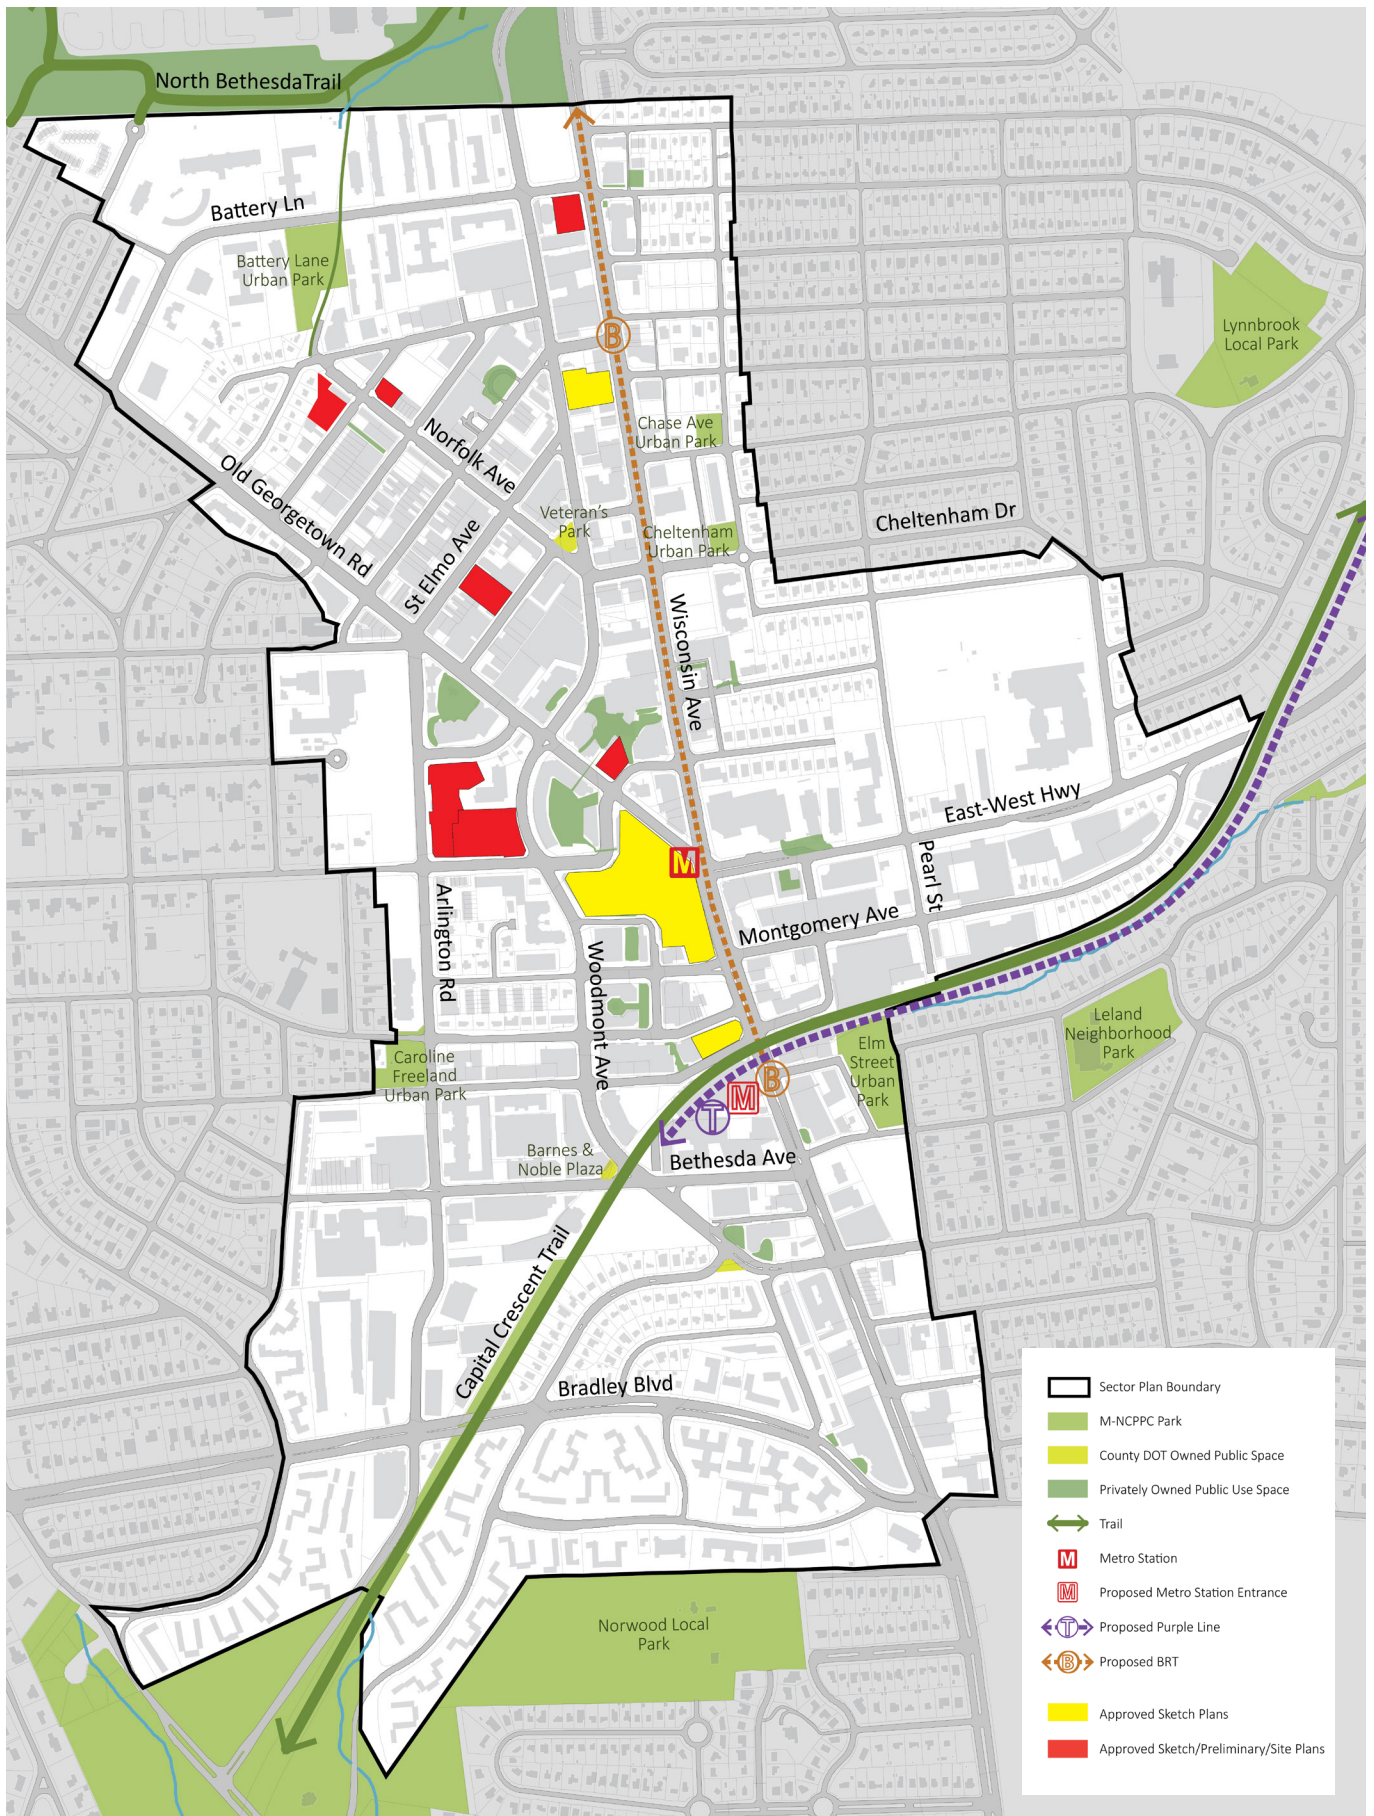 North BethesdaTrail
Battery Ln
Battery Lane
Urban Park
B
Lynnbrook
Local Park
Chase Ave
Urban Park
Norfolk Ave
Old Georgetown Rd
Veteran's
Park
Cheltenham Dr
Cheltenham
Urban Park
St Elmo Ave
Wisconsin Ave
East-West Hwy
Pearl St
M
Arlington Rd
Montgomery Ave
Woodmont Ave
Leland
Neighborhood
Park
Elm
Street
Urban
Park
Caroline
Freeland
Urban Park
B
M
T
Barnes &
Noble Plaza
Bethesda Ave
Capital Crescent Trail
Bradley Blvd
Norwood Local
Park
Sector Plan Boundary
M-NCPPC Park
County DOT Owned Public Space
Privately Owned Public Use Space
Trail
M Metro Station
M Proposed Metro Station Entrance
T Proposed Purple Line
B Proposed BRT
Approved Sketch Plans
Approved Sketch/Preliminary/Site Plans